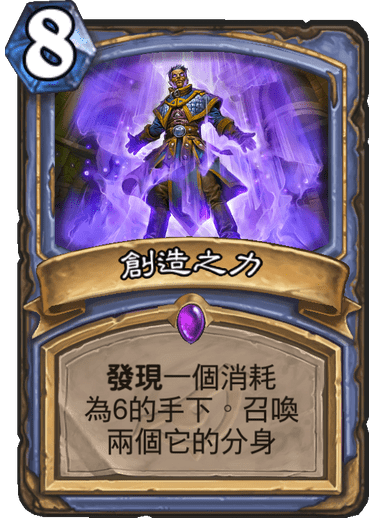 8
創造之力
發現一個消耗
為6的手下。召喚
兩個它的分身